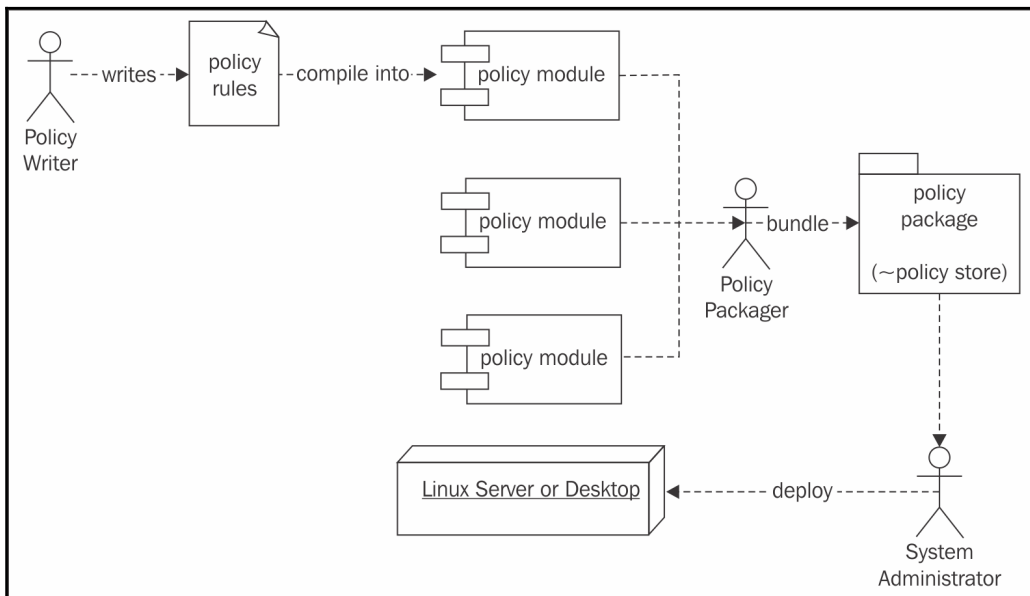 writes
policy
rules
compile into
policy module
Policy
Writer
policy module
policy module
Policy
Packager
bundle
policy
package
(~policy store)
Linux Server or Desktop
deploy
System
Administrator